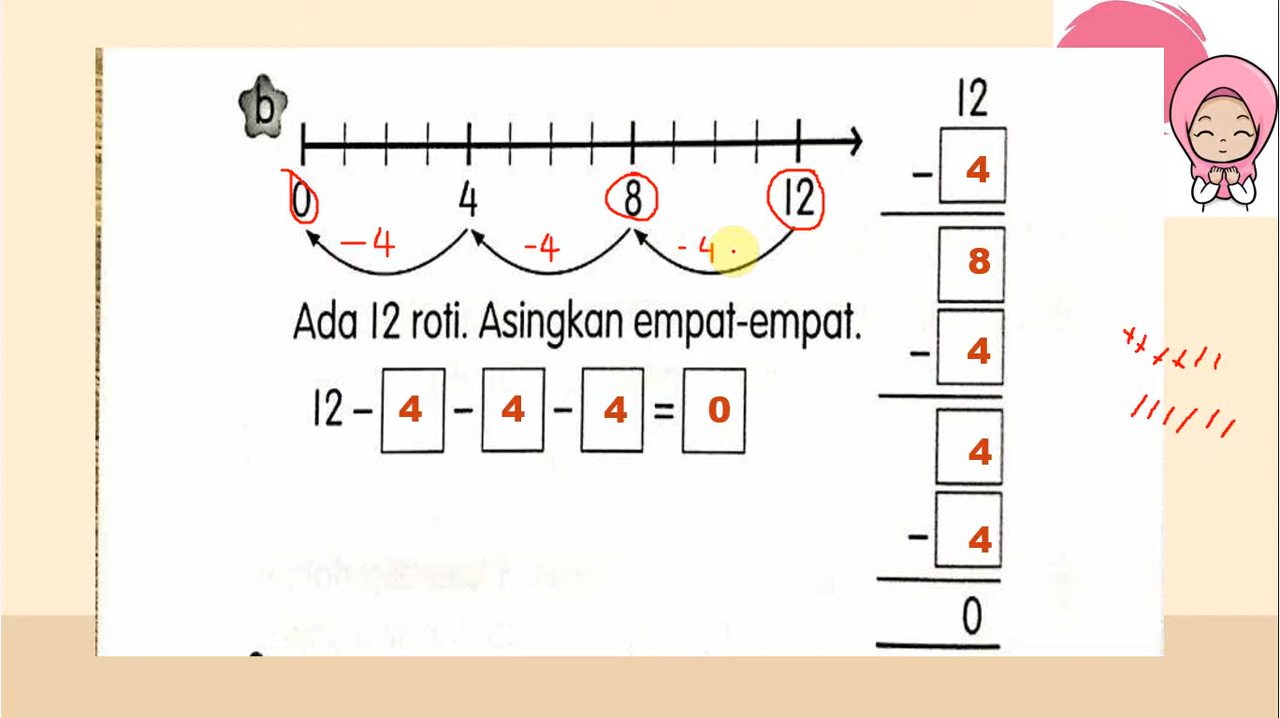 b
0 4 8 12
-4 -4 -4
Ada 12 roti. Asingkan empat-empat.
12 - 4 - 4 - 4 = 0
12
- 4
8
- 4
4
- 4
0